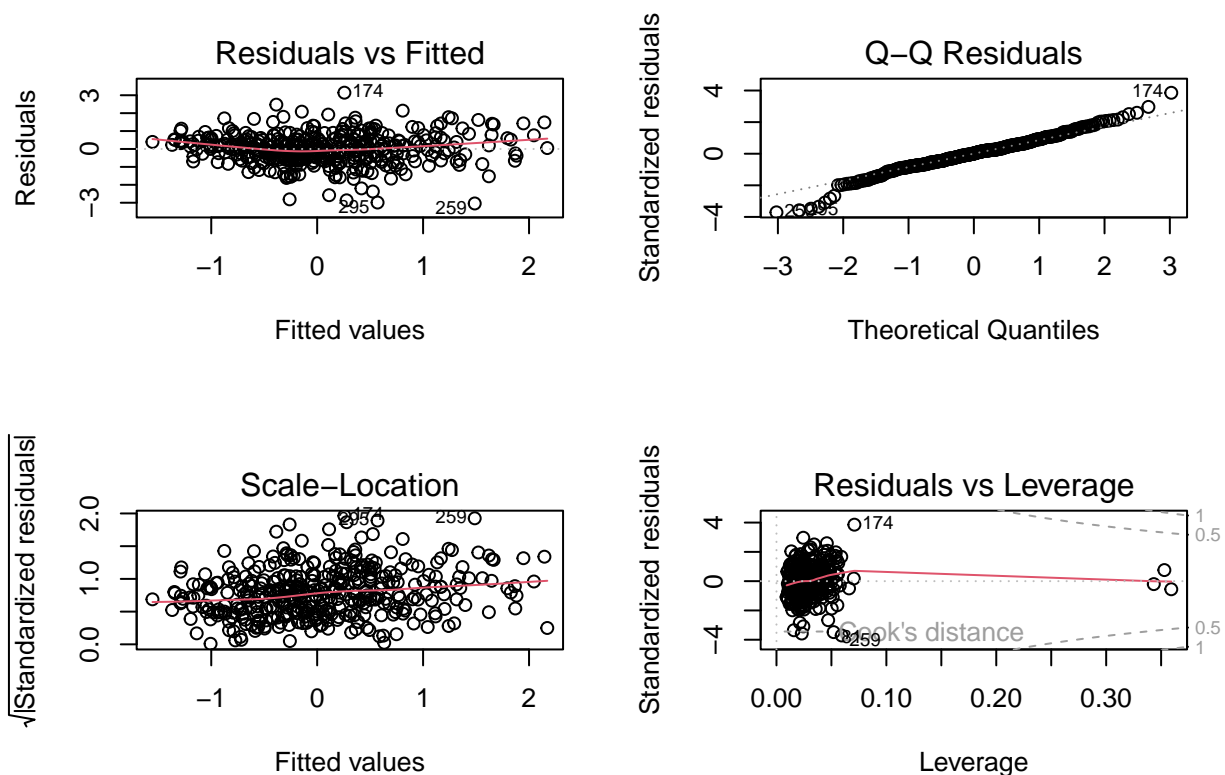 Residuals vs Fitted
Residuals
3
0
−3
174
295
259
−1 0 1 2
Fitted values
Q−Q Residuals
Standardized residuals
4
0
−4
174
−3 −2 −1 0 1 2 3
Theoretical Quantiles
Scale−Location
√|Standardized residuals|
2.0
1.0
0.0
174
295
259
−1 0 1 2
Fitted values
Residuals vs Leverage
Standardized residuals
4
0
−4
174
259
Cook's distance
1
0.5
0.5
1
0.00 0.10 0.20 0.30
Leverage